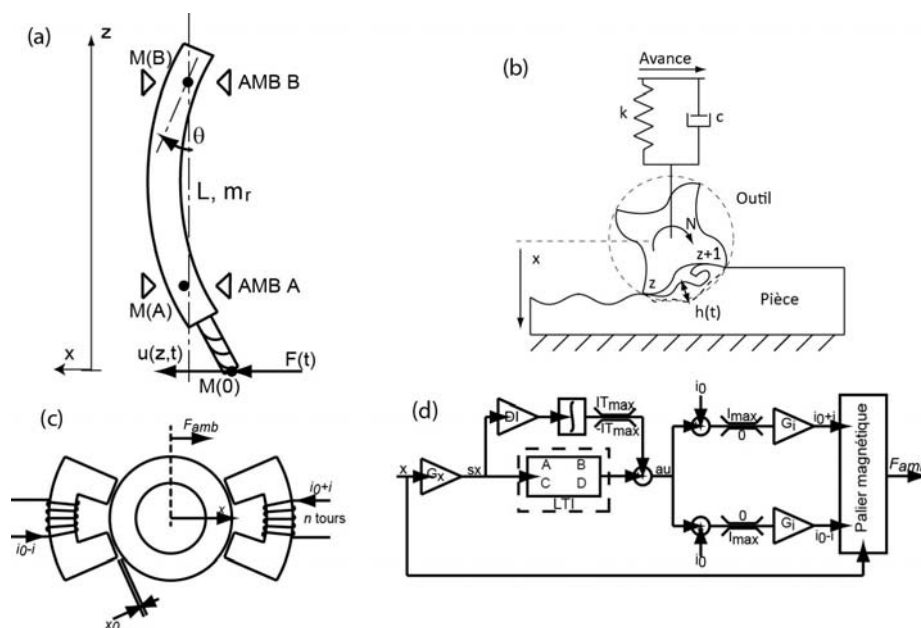 (a)
z
M(B)
AMB B
θ
L, mr
M(A)
AMB A
u(z,t)
F(t)
x
M(0)
(b)
Avance
k
c
Outil
N
x
z+1
z
Pièce
h(t)
(c)
Famb
x
i0+i
n tours
i0-i
x0
(d)
DI
∫
ITmax
-ITmax
x
Gx
sx
A B
C D
LTI
au
i0
Imax
0
Gi
i0+i
Palier magnétique
Famb
0
Imax
Gi
i0-i
i0